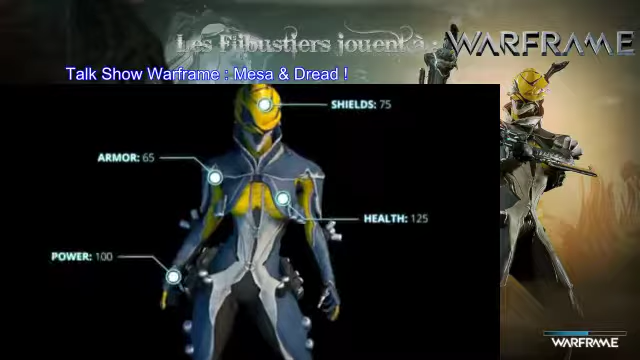 Les Flibustiers jouent à :
WARFRAME
Talk Show Warframe : Mesa & Dread !
SHIELDS: 75
ARMOR: 65
HEALTH: 125
POWER: 100
WARFRAME